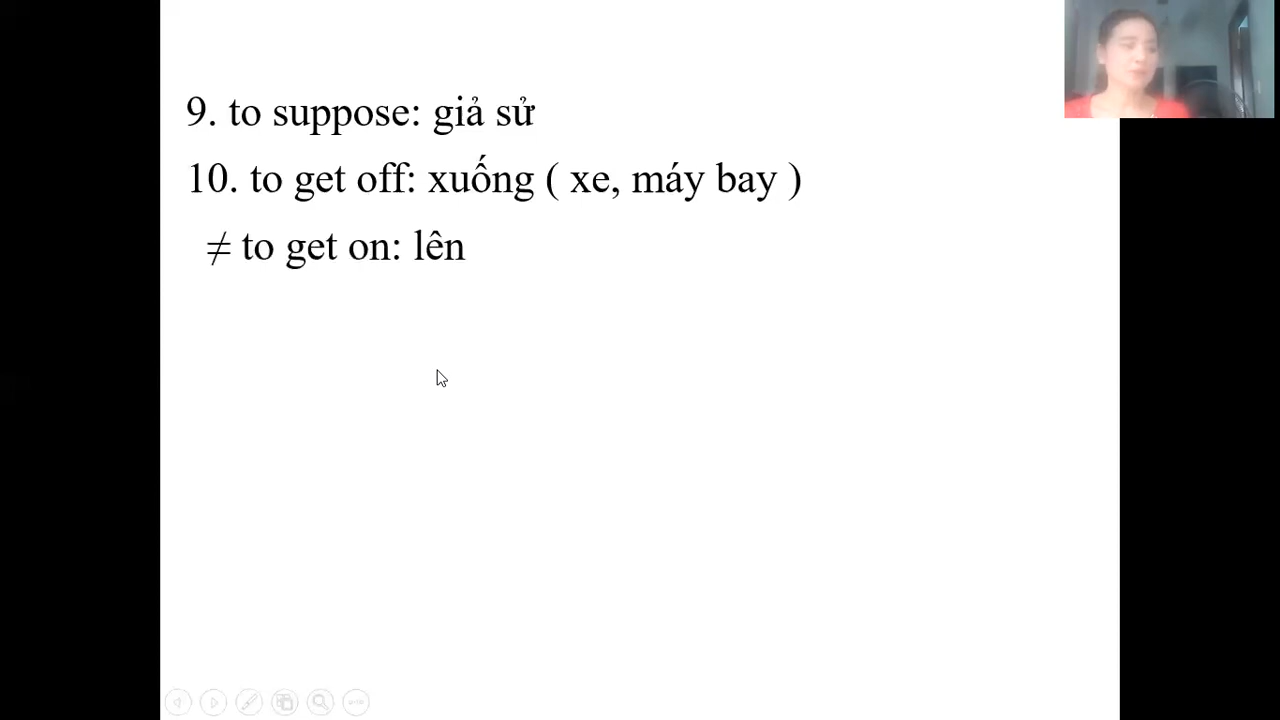 9. to suppose: giả sử
10. to get off: xuống ( xe, máy bay )
≠ to get on: lên